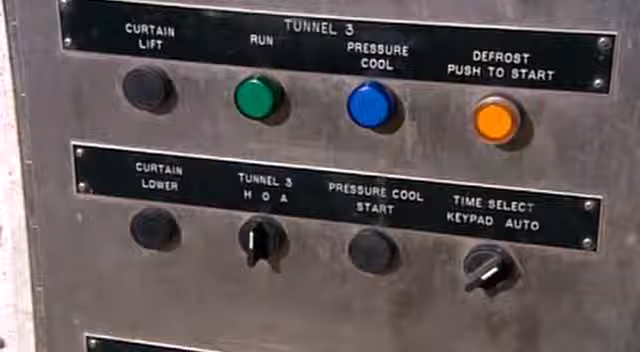 TUNNEL 3
CURTAIN
LIFT
RUN
PRESSURE
COOL
DEFROST
PUSH TO START
CURTAIN
LOWER
TUNNEL 3
H O A
PRESSURE COOL
START
TIME SELECT
KEYPAD AUTO